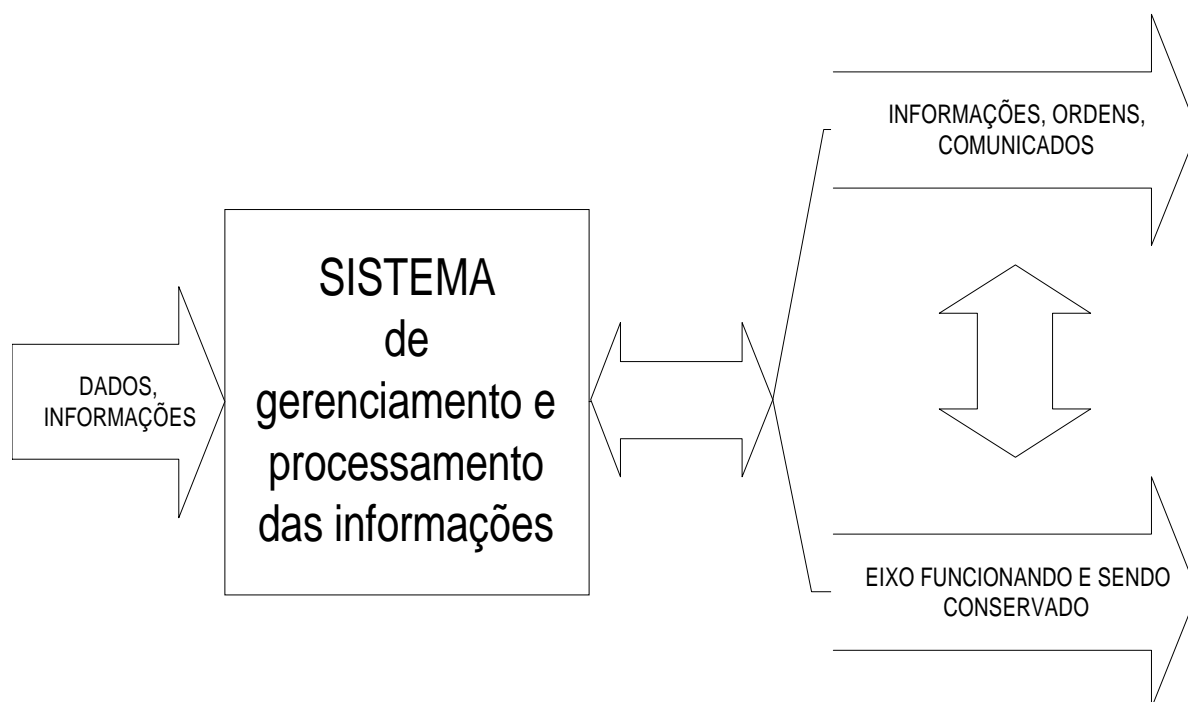 DADOS,
INFORMAÇÕES
SISTEMA
de
gerenciamento e
processamento
das informações
INFORMAÇÕES, ORDENS,
COMUNICADOS
EIXO FUNCIONANDO E SENDO
CONSERVADO